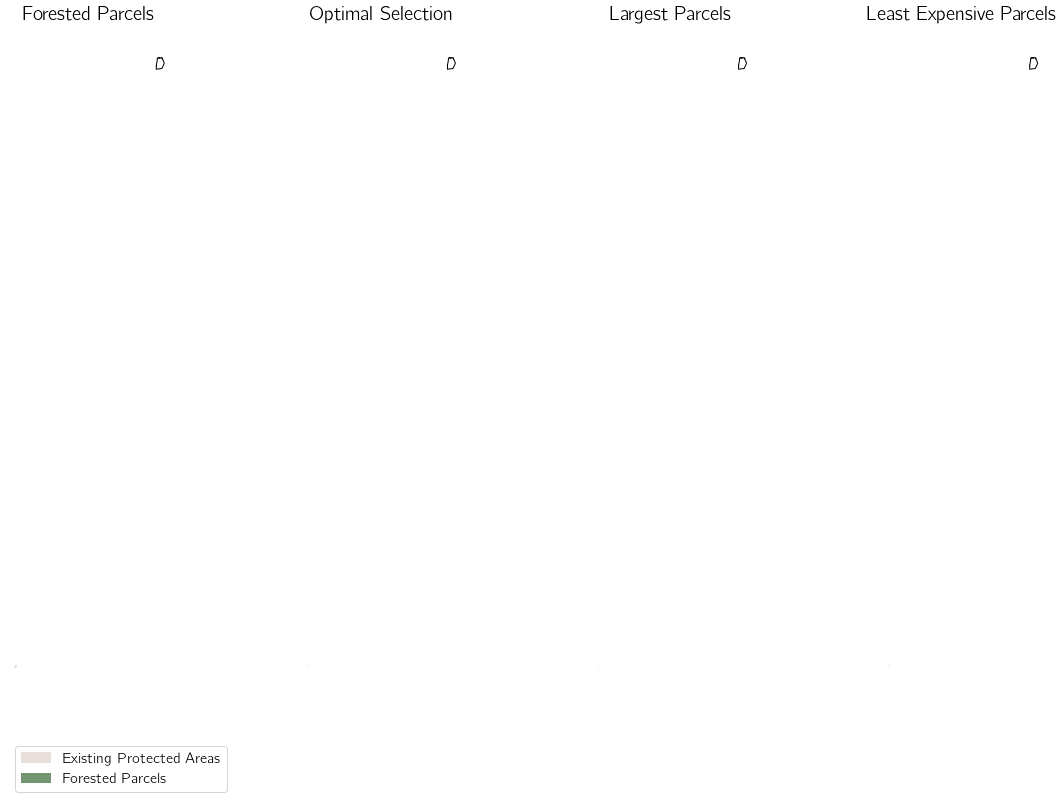 Forested Parcels
Optimal Selection
Largest Parcels
Least Expensive Parcels
Existing Protected Areas
Forested Parcels